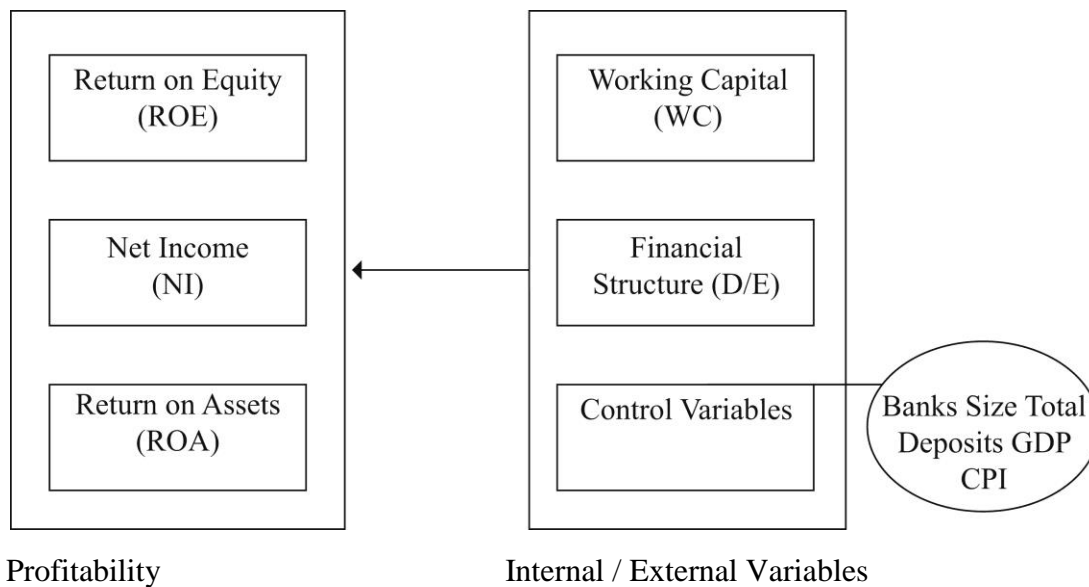 Return on Equity
(ROE)
Net Income
(NI)
Return on Assets
(ROA)
Working Capital
(WC)
Financial
Structure (D/E)
Control Variables
Banks Size Total
Deposits GDP
CPI
Profitability
Internal / External Variables